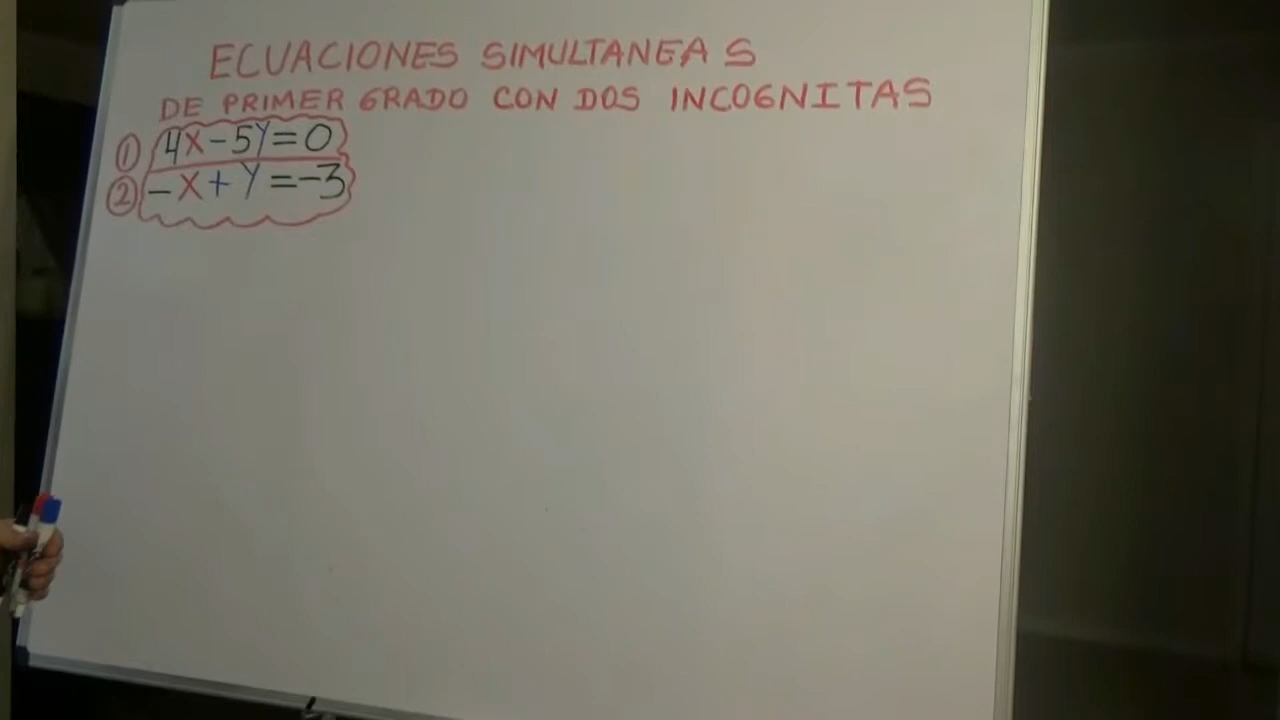 ECUACIONES SIMULTANEAS
DE PRIMER GRADO CON DOS INCOGNITAS
① 4X-5Y=0
② -X+Y=-3